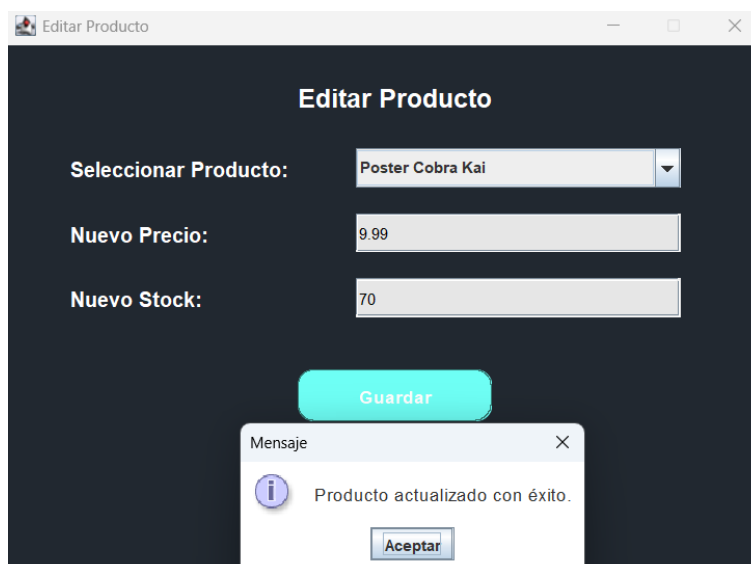 Editar Producto
Editar Producto
Seleccionar Producto: Poster Cobra Kai
Nuevo Precio: 9.99
Nuevo Stock: 70
Guardar
Mensaje
Producto actualizado con éxito.
Aceptar